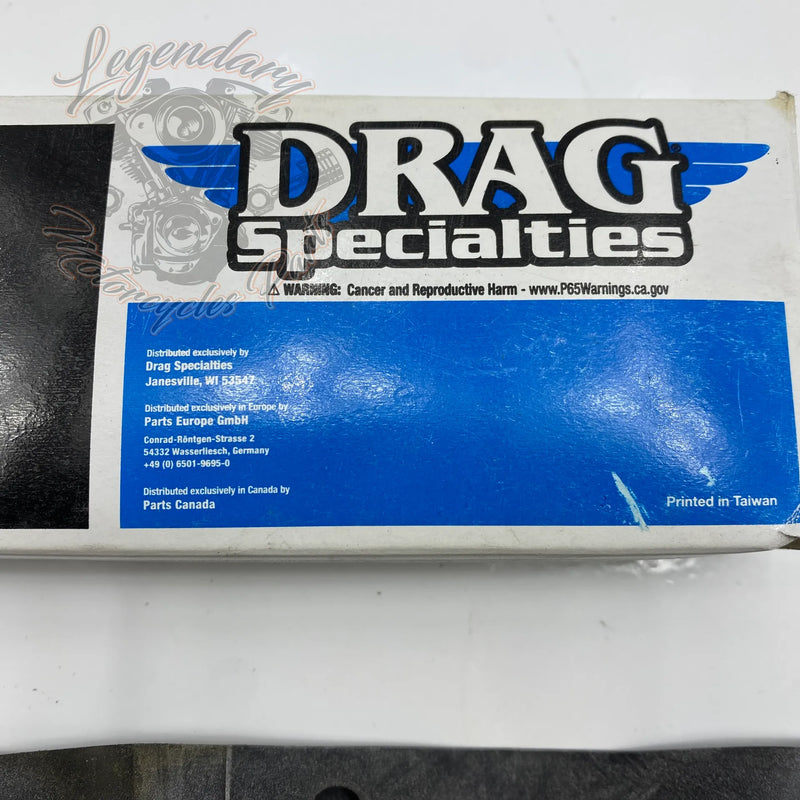 Legendary
Motorcycles Parts
DRAG®
Specialties
⚠ WARNING: Cancer and Reproductive Harm - www.P65Warnings.ca.gov
Distributed exclusively by
Drag Specialties
Janesville, WI 53547
Distributed exclusively in Europe by
Parts Europe GmbH
Conrad-Röntgen-Strasse 2
54332 Wasserliesch, Germany
+49 (0) 6501-9695-0
Distributed exclusively in Canada by
Parts Canada
Printed in Taiwan